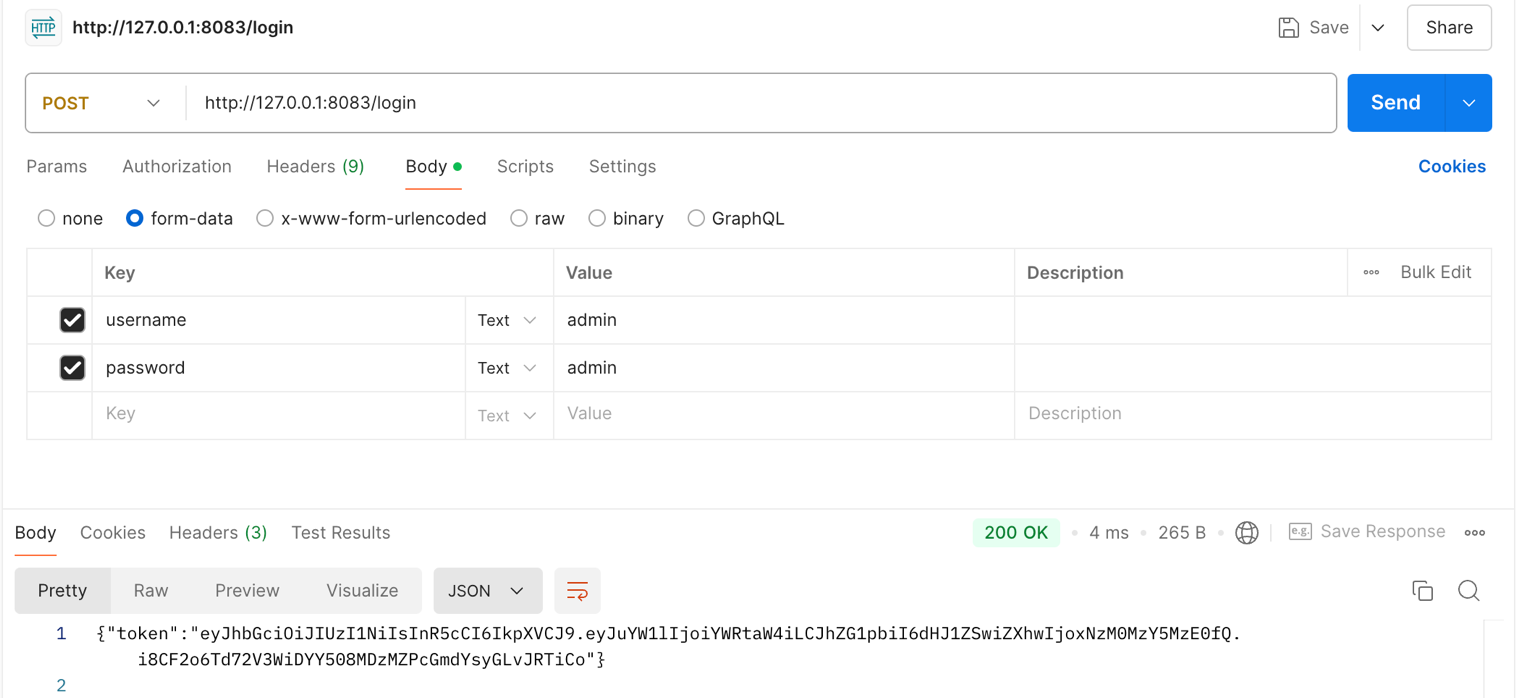 HTTP http://127.0.0.1:8083/login Save Share
POST http://127.0.0.1:8083/login Send
Params Authorization Headers (9) Body Scripts Settings Cookies
none form-data x-www-form-urlencoded raw binary GraphQL
Key Value Description Bulk Edit
username Text admin
password Text admin
Key Text Value Description
Body Cookies Headers (3) Test Results 200 OK 4 ms 265 B e.g. Save Response
Pretty Raw Preview Visualize JSON
1 {"token":"eyJhbGciOiJIUzI1NiIsInR5cCI6IkpXVCJ9.eyJuYW1lIjoiYWRtaW4iLCJhZG1pbiI6dHJ1ZSwiZXhwIjoxNzM0MzY5MzE0fQ.
i8CF2o6Td72V3WiDYY508MDzMZPcGmdYsyGLvJRTiCo"}
2